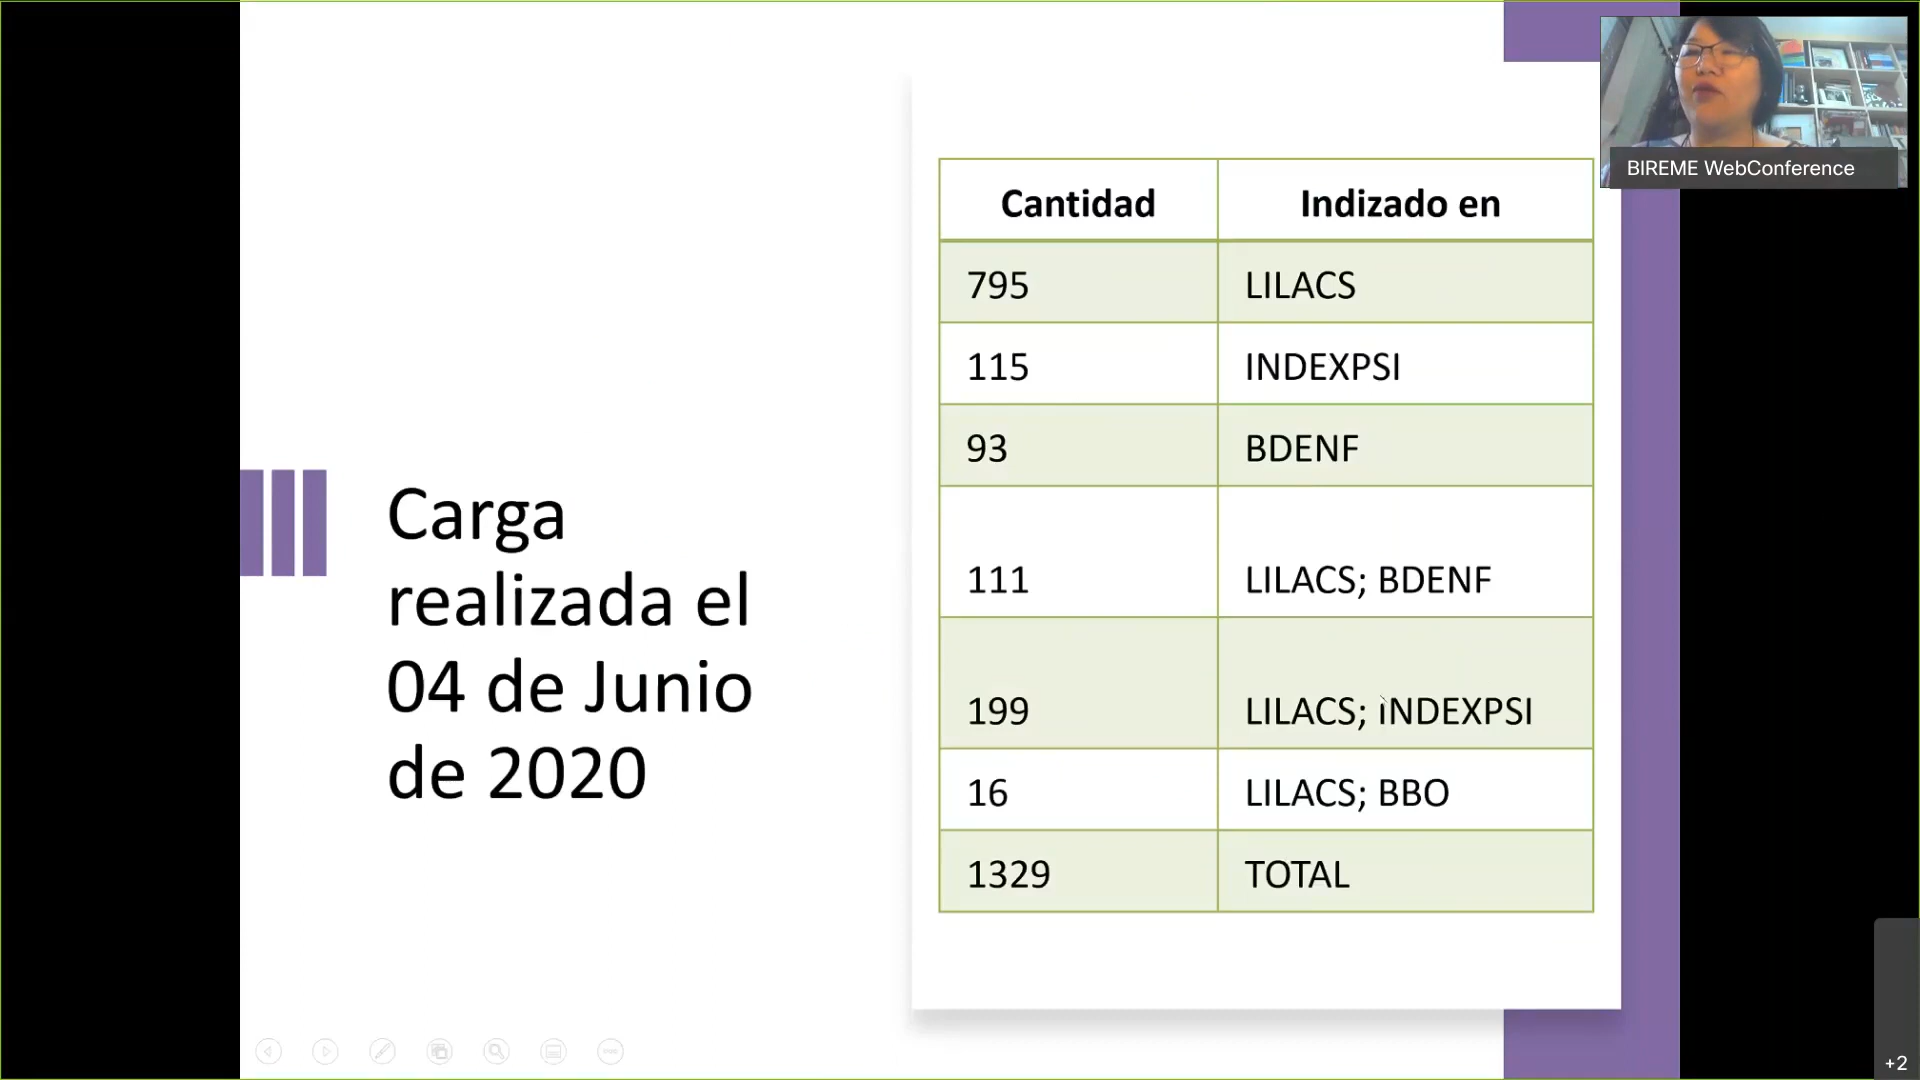 BIREME WebConference
Carga
realizada el
04 de Junio
de 2020
Cantidad Indizado en
795 LILACS
115 INDEXPSI
93 BDENF
111 LILACS; BDENF
199 LILACS; INDEXPSI
16 LILACS; BBO
1329 TOTAL
+2